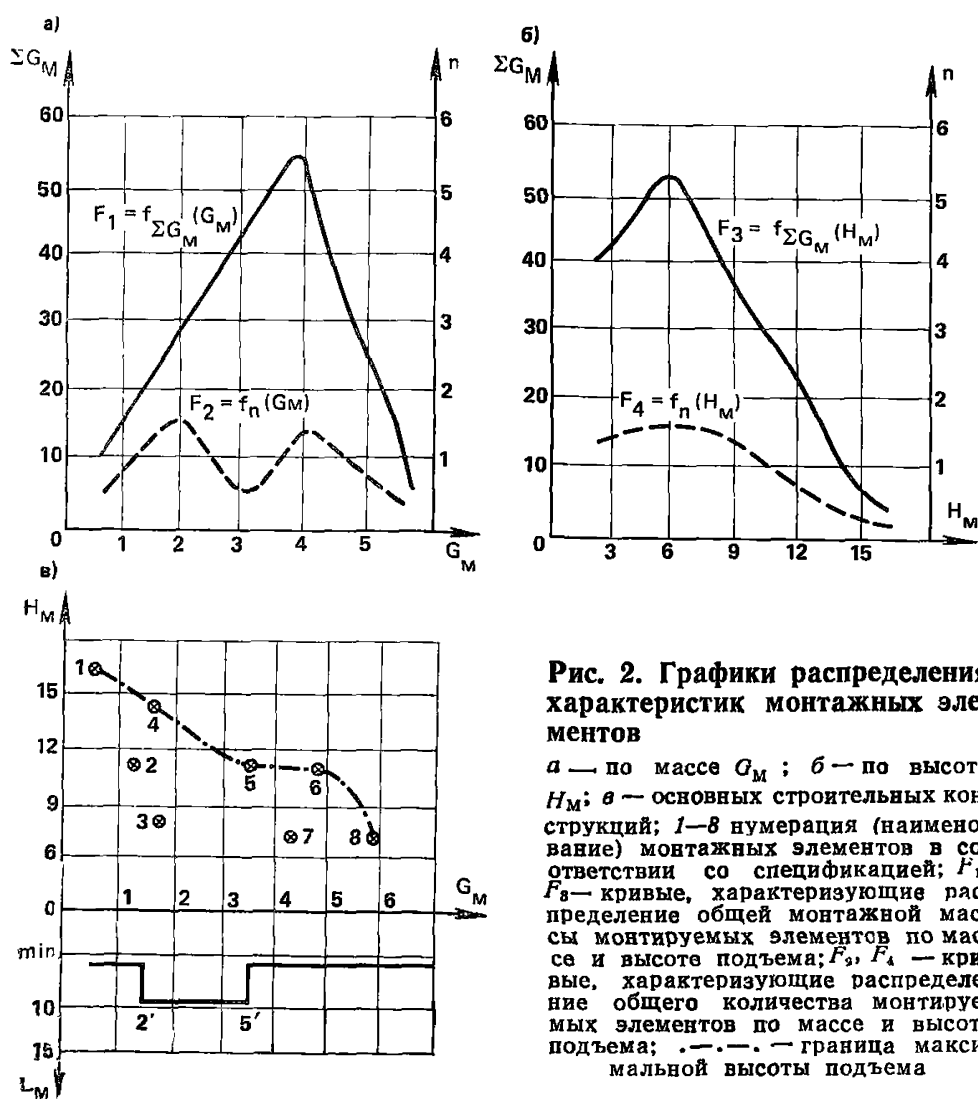 а)
ΣG_M
n
60
50
40
30
20
10
0
6
5
4
3
2
1
F_1 = f_ΣG_M (G_M)
F_2 = f_n (G_M)
1 2 3 4 5
G_M
б)
ΣG_M
n
60
50
40
30
20
10
0
6
5
4
3
2
1
F_3 = f_ΣG_M (H_M)
F_4 = f_n (H_M)
H_M
3 6 9 12 15
в)
H_M
15
12
9
6
0
1
4
2
3
5
6
7
8
1 2 3 4 5 6
G_M
min
10
15
2′ 5′
L_M
Рис. 2. Графики распределения
характеристик монтажных эле
ментов
а — по массе G_M ; б — по высот
H_M; в — основных строительных кон
струкций; 1—8 нумерация (наимено
вание) монтажных элементов в со
ответствии со спецификацией; F_1
F_3— кривые, характеризующие рас
пределение общей монтажной мас
сы монтируемых элементов по мас
се и высоте подъема; F_2, F_4 — кри
вые, характеризующие распределе
ние общего количества монтируе
мых элементов по массе и высот
подъема; .—.—. — граница макси
мальной высоты подъема